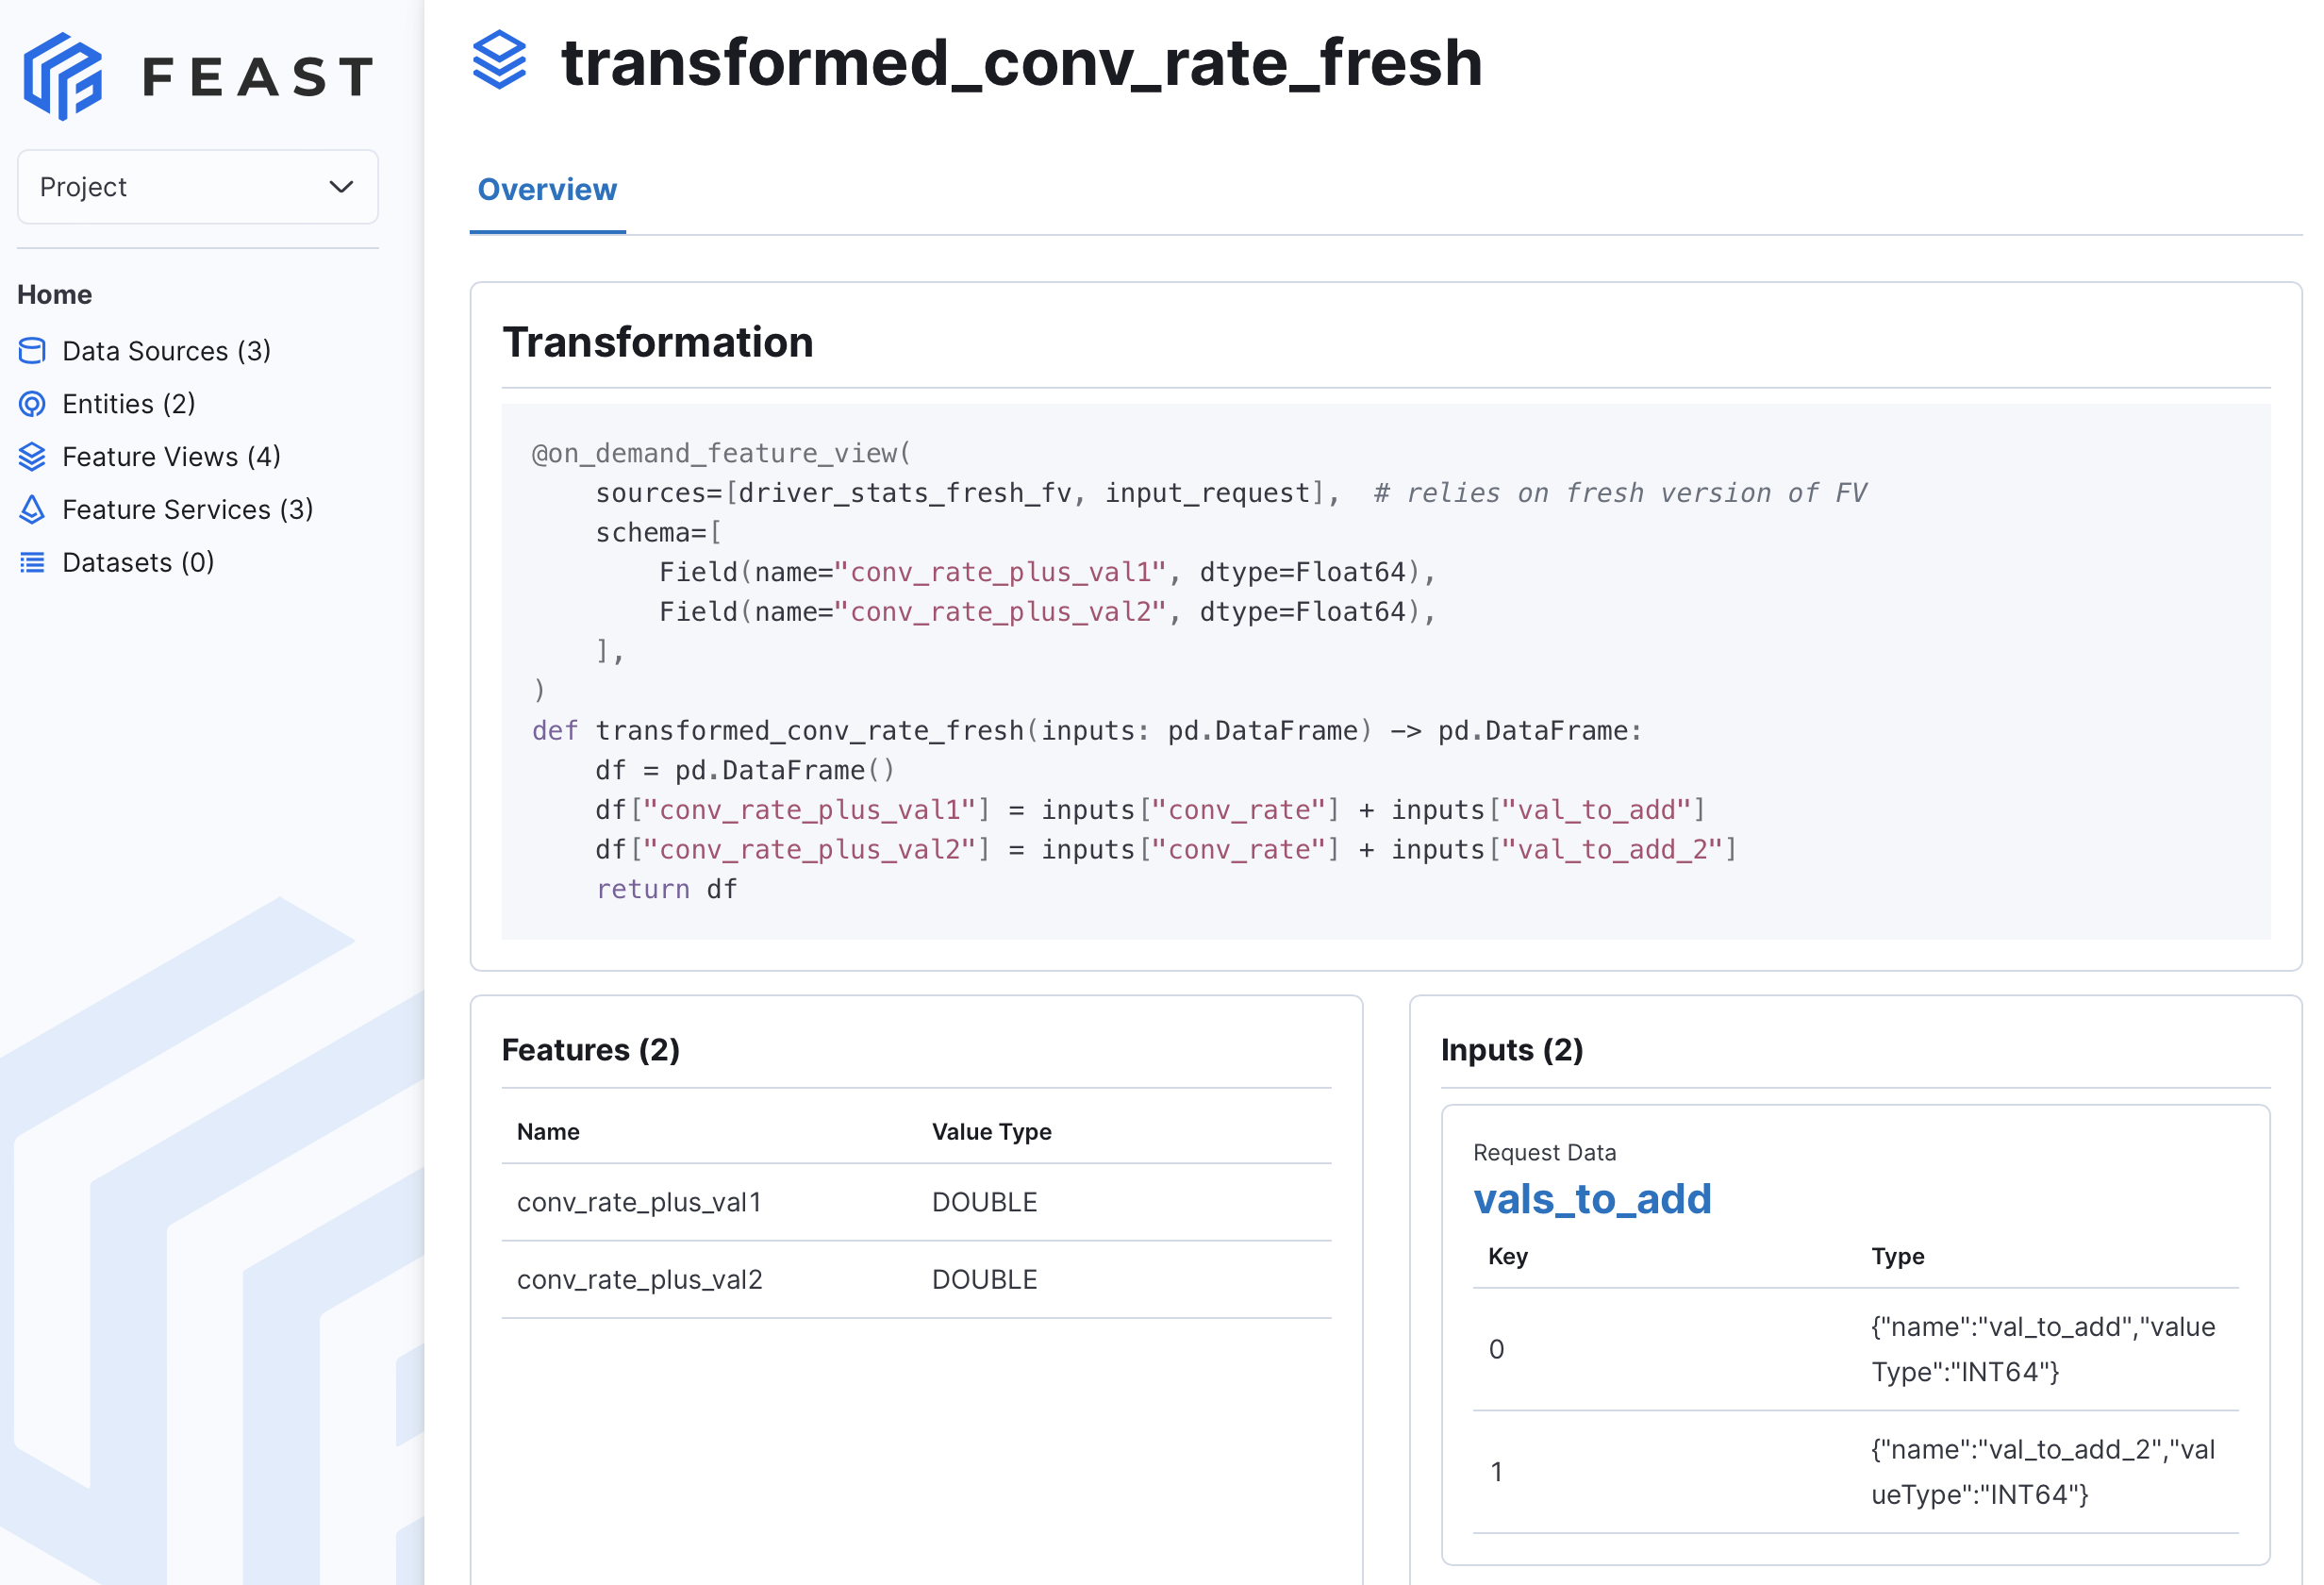 FEAST
Project
Home
Data Sources (3)
Entities (2)
Feature Views (4)
Feature Services (3)
Datasets (0)
transformed_conv_rate_fresh
Overview
Transformation
@on_demand_feature_view(
    sources=[driver_stats_fresh_fv, input_request],  # relies on fresh version of FV
    schema=[
        Field(name="conv_rate_plus_val1", dtype=Float64),
        Field(name="conv_rate_plus_val2", dtype=Float64),
    ],
)
def transformed_conv_rate_fresh(inputs: pd.DataFrame) -> pd.DataFrame:
    df = pd.DataFrame()
    df["conv_rate_plus_val1"] = inputs["conv_rate"] + inputs["val_to_add"]
    df["conv_rate_plus_val2"] = inputs["conv_rate"] + inputs["val_to_add_2"]
    return df
Features (2)
Name Value Type
conv_rate_plus_val1 DOUBLE
conv_rate_plus_val2 DOUBLE
Inputs (2)
Request Data
vals_to_add
Key Type
0 {"name":"val_to_add","value
Type":"INT64"}
1 {"name":"val_to_add_2","val
ueType":"INT64"}